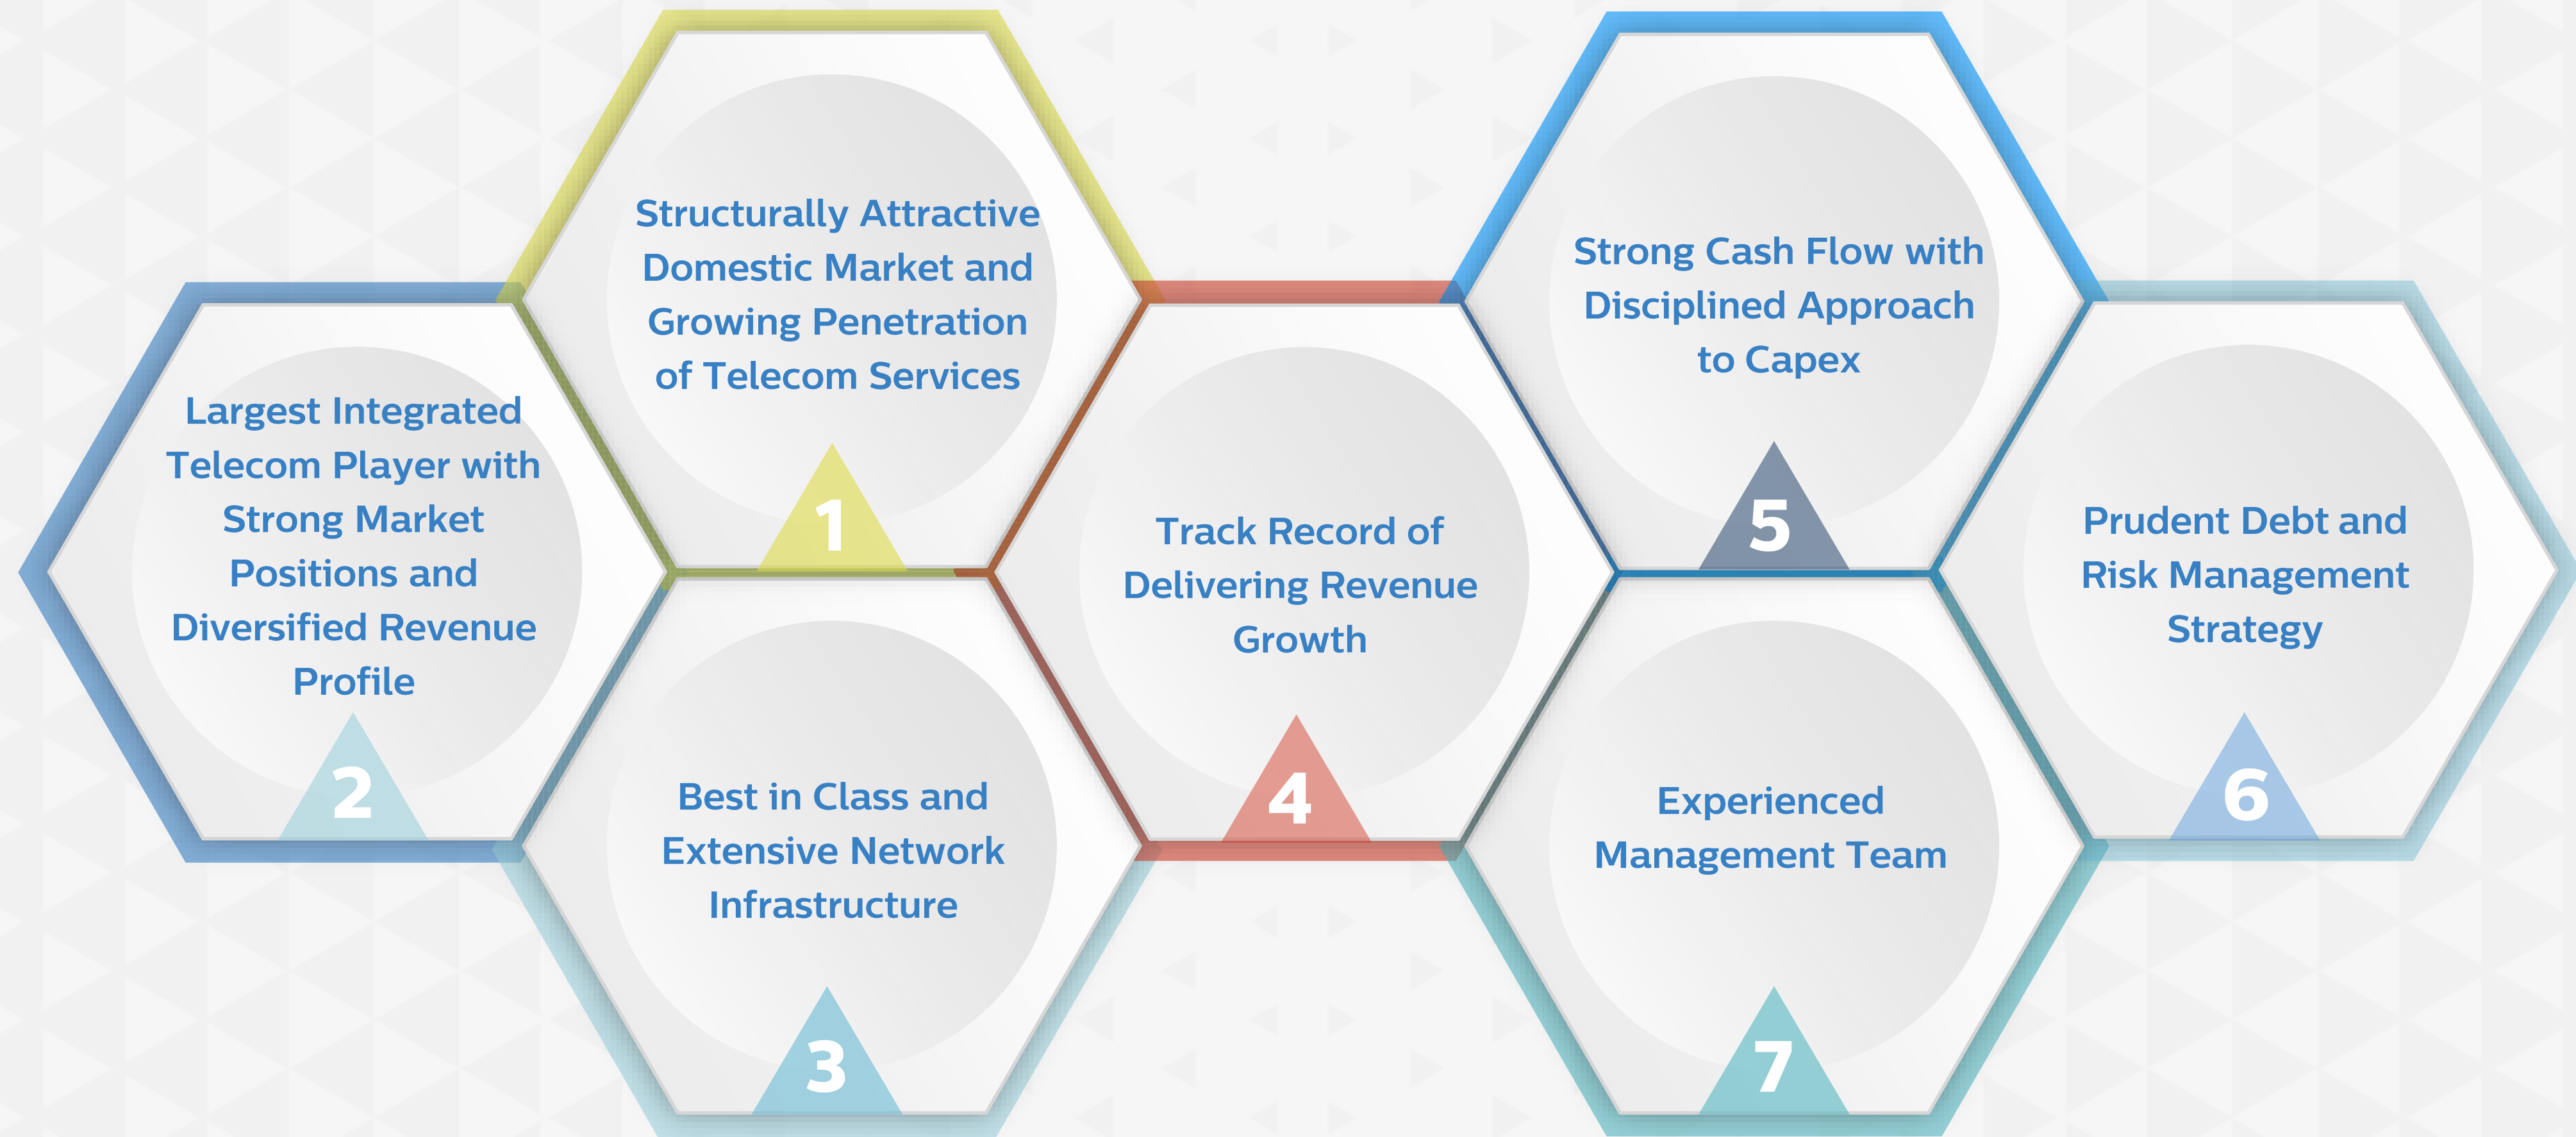 Structurally Attractive
Domestic Market and
Growing Penetration
of Telecom Services
1
Largest Integrated
Telecom Player with
Strong Market
Positions and
Diversified Revenue
Profile
2
Best in Class and
Extensive Network
Infrastructure
3
Track Record of
Delivering Revenue
Growth
4
Strong Cash Flow with
Disciplined Approach
to Capex
5
Prudent Debt and
Risk Management
Strategy
6
Experienced
Management Team
7